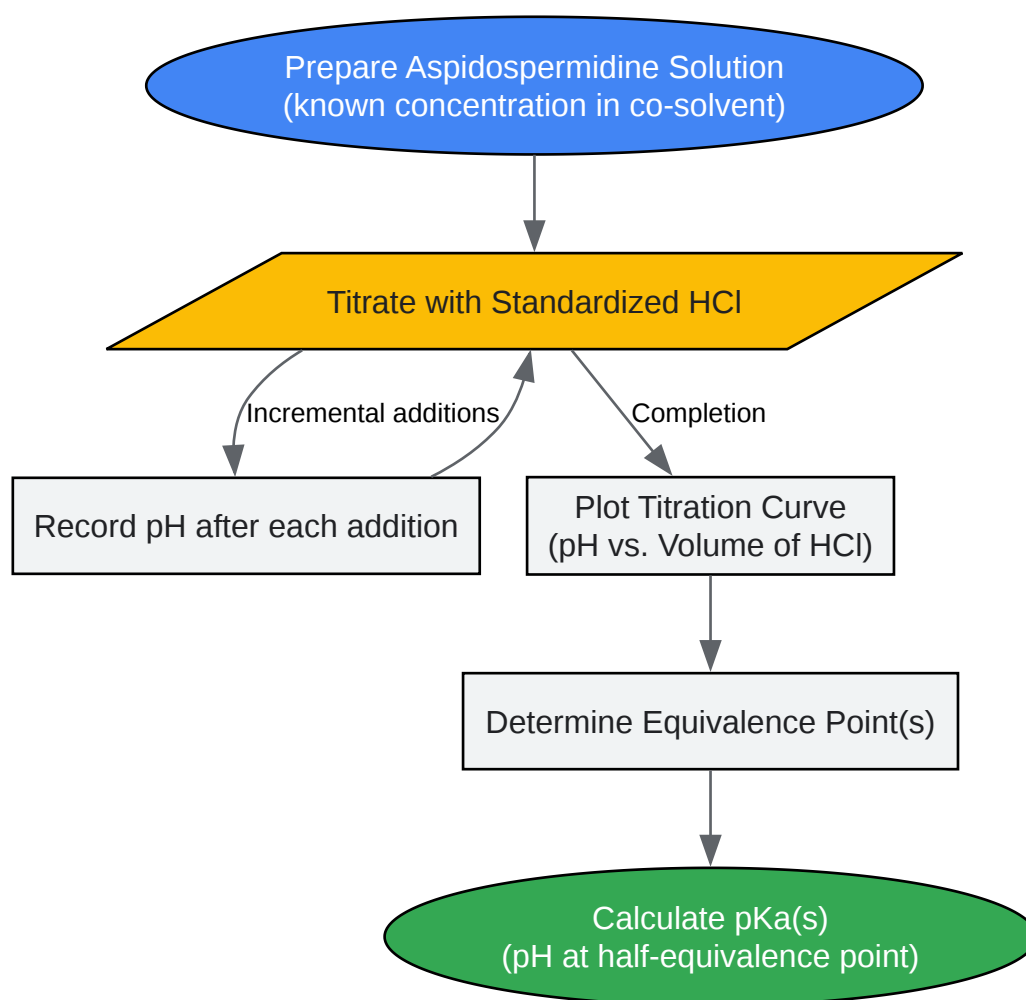 Prepare Aspidospermidine Solution
(known concentration in co-solvent)
Titrate with Standardized HCl
Incremental additions
Completion
Record pH after each addition
Plot Titration Curve
(pH vs. Volume of HCl)
Determine Equivalence Point(s)
Calculate pKa(s)
(pH at half-equivalence point)